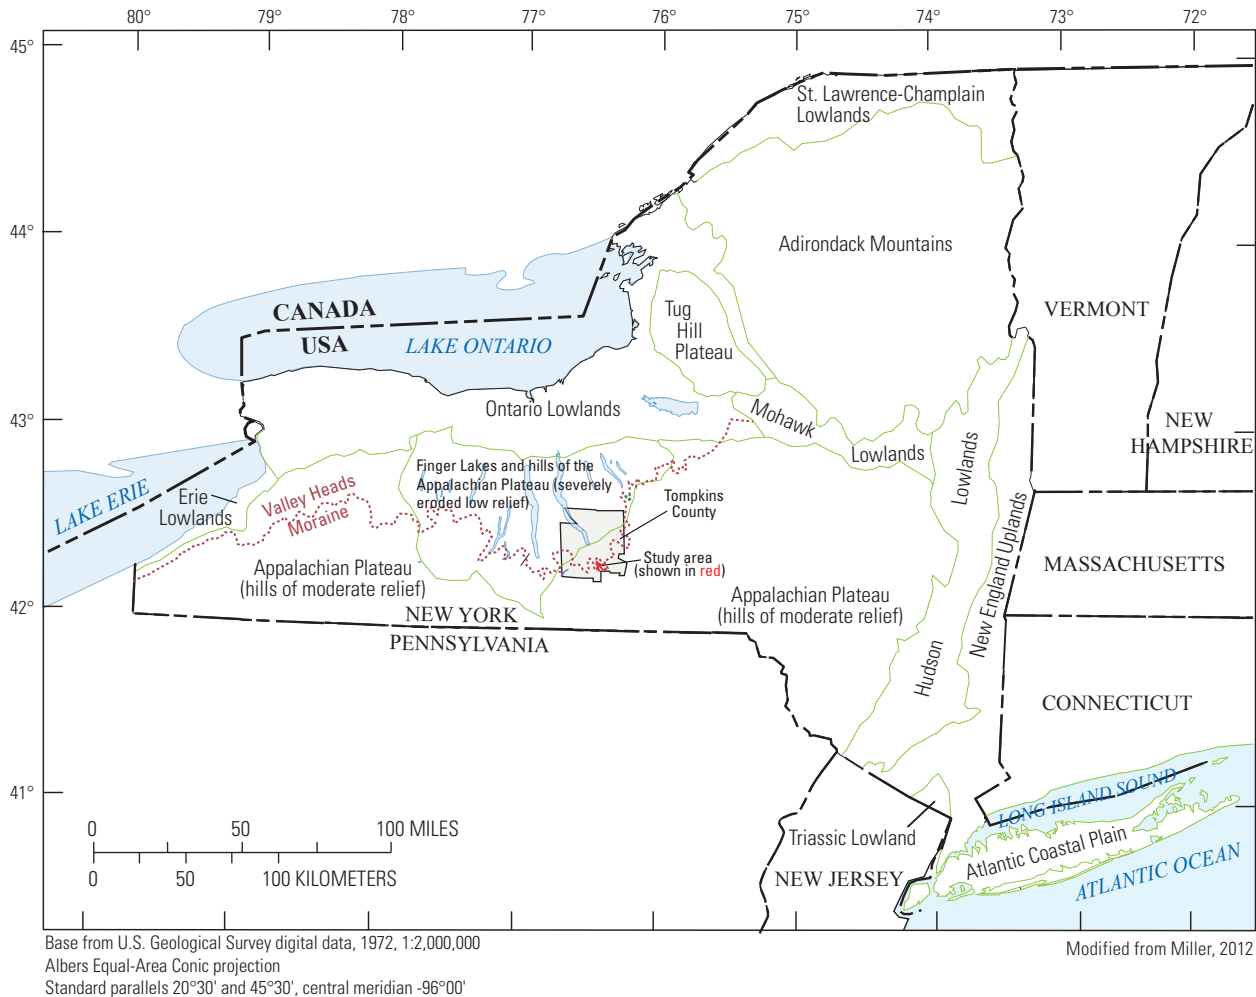 80°
79°
78°
77°
76°
75°
74°
73°
72°
45°
44°
43°
42°
41°
St. Lawrence-Champlain
Lowlands
Adirondack Mountains
Tug
Hill
Plateau
CANADA
USA
LAKE ONTARIO
VERMONT
NEW
HAMPSHIRE
Ontario Lowlands
Mohawk
Lowlands
Lowlands
LAKE ERIE
Erie
Lowlands
Valley Heads
Moraine
Finger Lakes and hills of the
Appalachian Plateau (severely
eroded low relief)
Tompkins
County
Study area
(shown in red)
Appalachian Plateau
(hills of moderate relief)
Appalachian Plateau
(hills of moderate relief)
New England Uplands
MASSACHUSETTS
NEW YORK
PENNSYLVANIA
Hudson
CONNECTICUT
LONG ISLAND SOUND
Triassic Lowland
Atlantic Coastal Plain
NEW JERSEY
ATLANTIC OCEAN
0 50 100 MILES
0 50 100 KILOMETERS
Base from U.S. Geological Survey digital data, 1972, 1:2,000,000
Albers Equal-Area Conic projection
Standard parallels 20°30' and 45°30', central meridian -96°00'
Modified from Miller, 2012